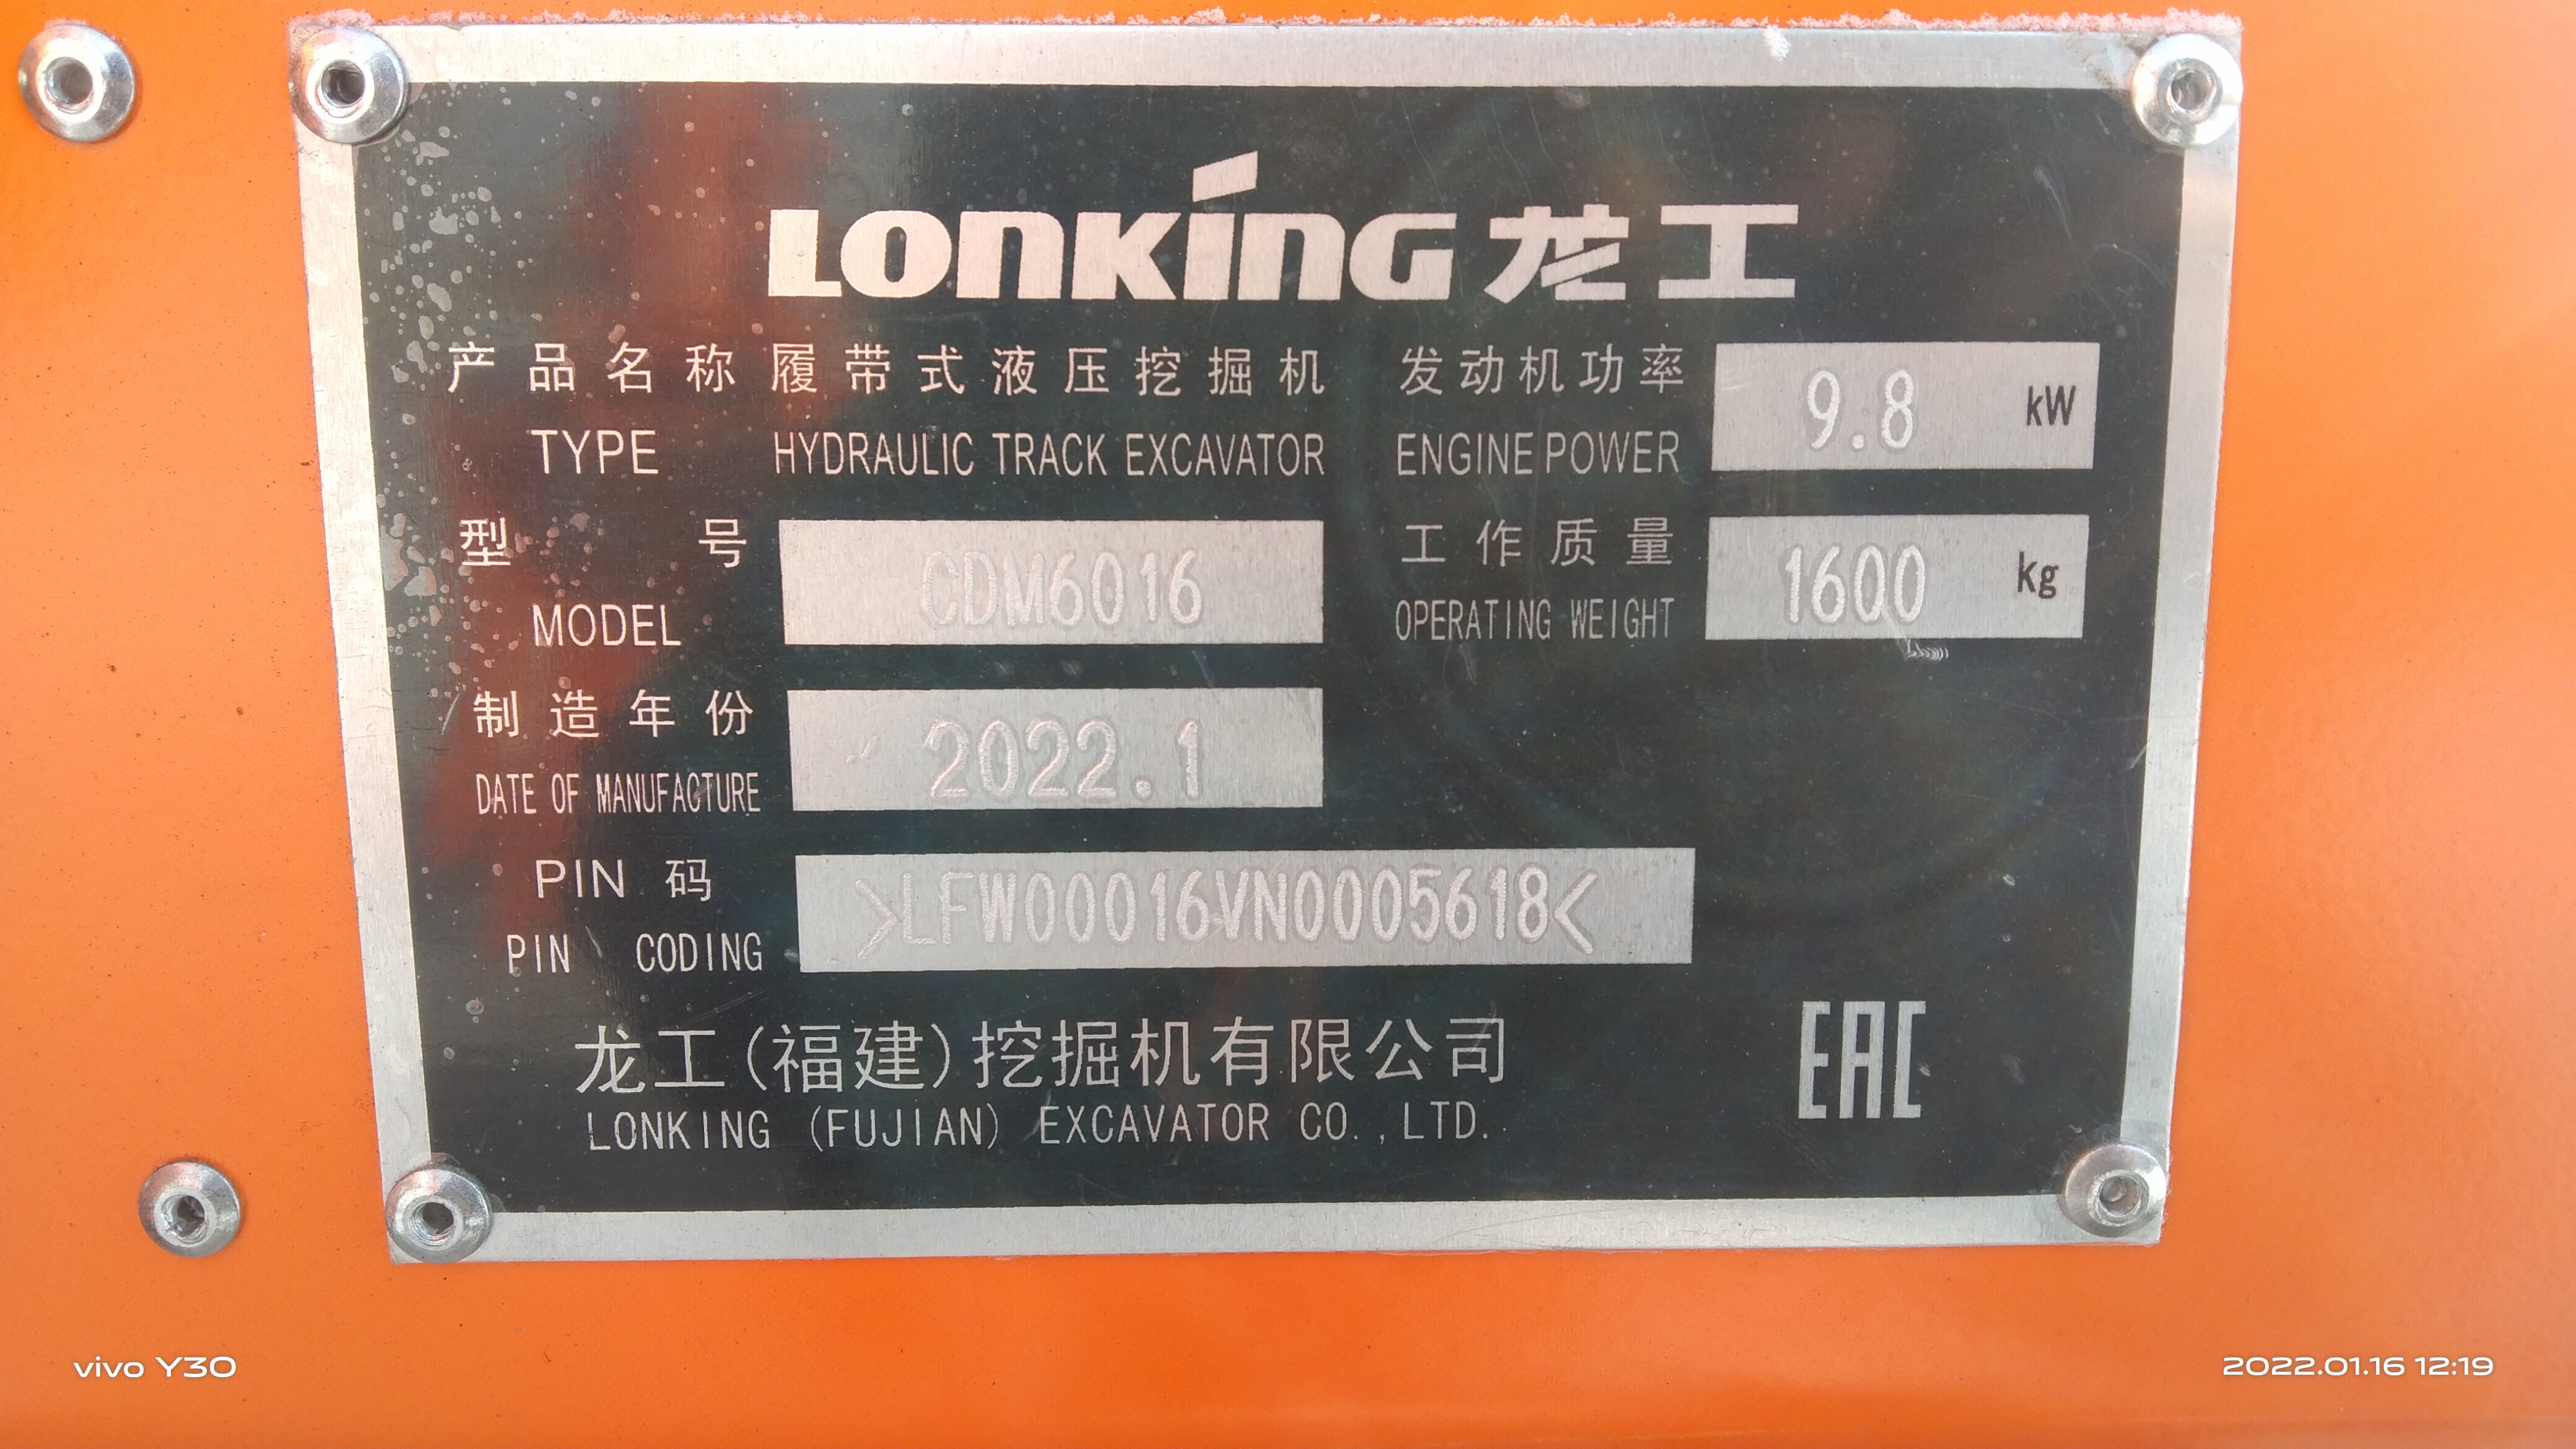 LONKING 龙工
产品名称 履带式液压挖掘机 发动机功率 9.8 kW
TYPE HYDRAULIC TRACK EXCAVATOR ENGINE POWER
型号 CDM6016 工作质量 1600 kg
MODEL OPERATING WEIGHT
制造年份 2022.1
DATE OF MANUFACTURE
PIN 码 >LFW00016VN0005618<
PIN CODING
龙工(福建)挖掘机有限公司
LONKING (FUJIAN) EXCAVATOR CO.,LTD.
EAC
vivo Y30
2022.01.16 12:19